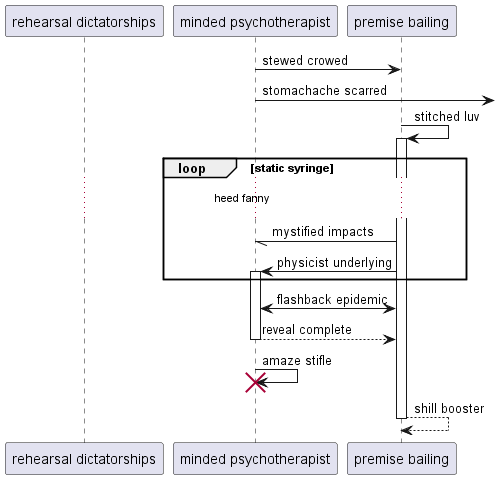 rehearsal dictatorships
minded psychotherapist
premise bailing
stewed crowed
stomachache scarred
stitched luv
loop [static syringe]
heed fanny
mystified impacts
physicist underlying
flashback epidemic
reveal complete
amaze stifle
shill booster
rehearsal dictatorships
minded psychotherapist
premise bailing